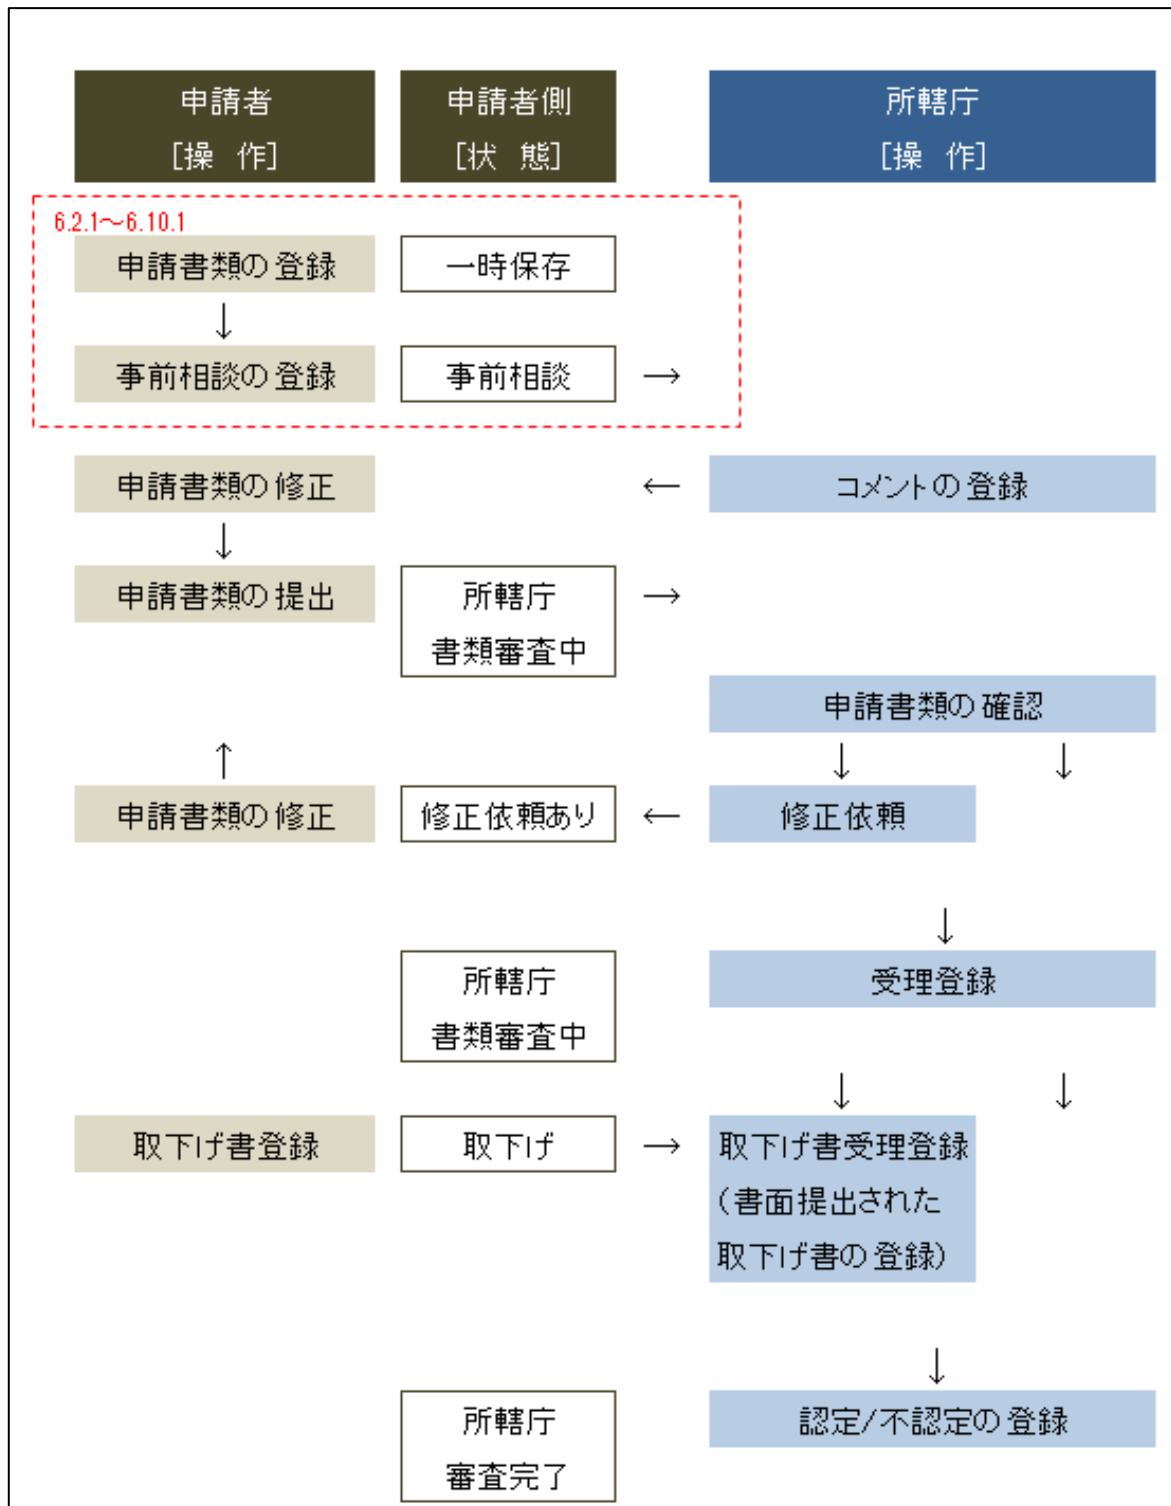 申請者
[操 作]
申請者側
[状 態]
所轄庁
[操 作]
6.2.1～6.10.1
申請書類の登録
一時保存
↓
事前相談の登録
事前相談
→
申請書類の修正
←
コメントの登録
↓
申請書類の提出
所轄庁
書類審査中
→
申請書類の確認
↑
↓
↓
申請書類の修正
修正依頼あり
←
修正依頼
↓
所轄庁
書類審査中
受理登録
↓
↓
取下げ書登録
取下げ
→
取下げ書受理登録
(書面提出された
取下げ書の登録)
↓
所轄庁
審査完了
認定/不認定の登録